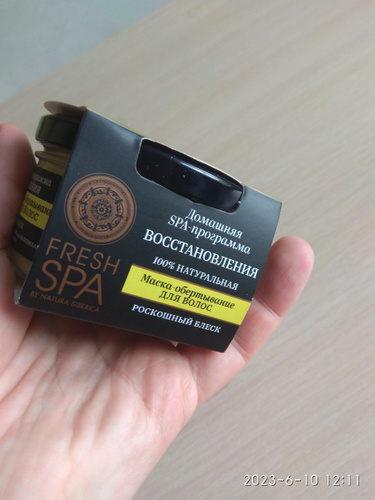 Домашняя
SPA-программа
ВОССТАНОВЛЕНИЯ
100% НАТУРАЛЬНАЯ
Маска-обертывание
ДЛЯ ВОЛОС
РОСКОШНЫЙ БЛЕСК
FRESH
SPA
BY NATURA SIBERICA
2023-6-10 12:11